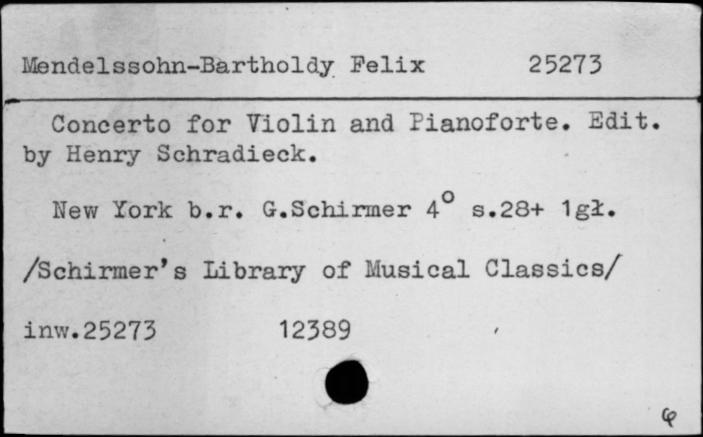 Mendelssohn-Bartholdy Felix 25273
Concerto for Violin and Pianoforte. Edit.
by Henry Schradieck.
New York b.r. G.Schirmer 4° s.28+ 1gł.
/Schirmer's Library of Musical Classics/
inw.25273 12389